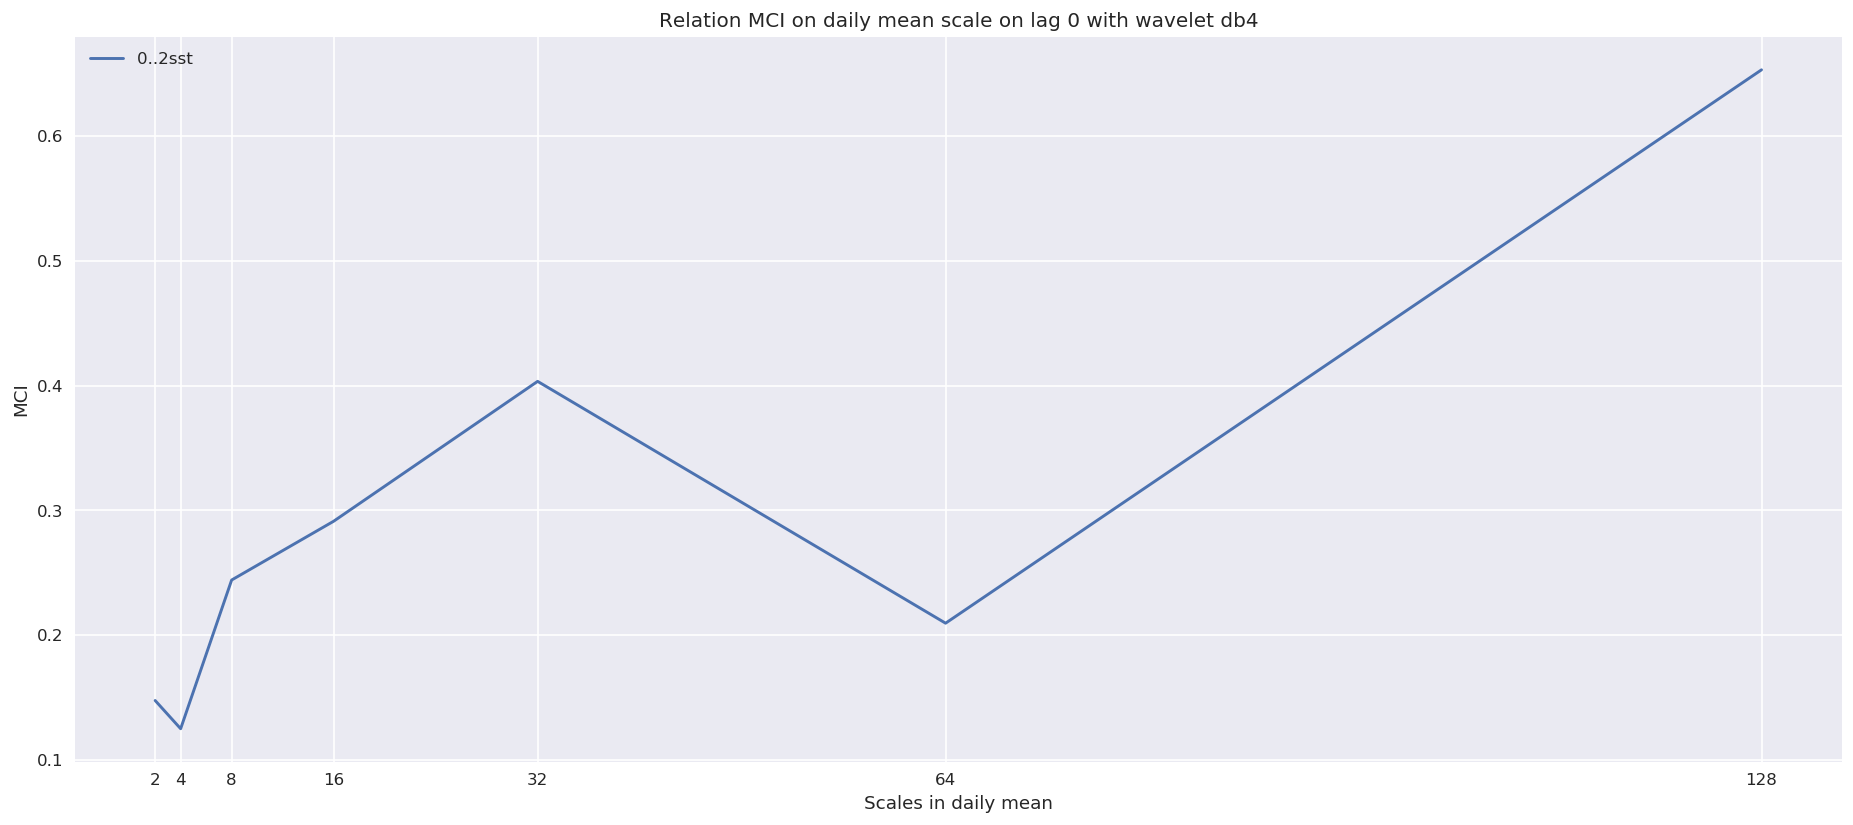 Relation MCI on daily mean scale on lag 0 with wavelet db4
0..2sst
MCI
0.6
0.5
0.4
0.3
0.2
0.1
2 4 8 16 32 64 128
Scales in daily mean